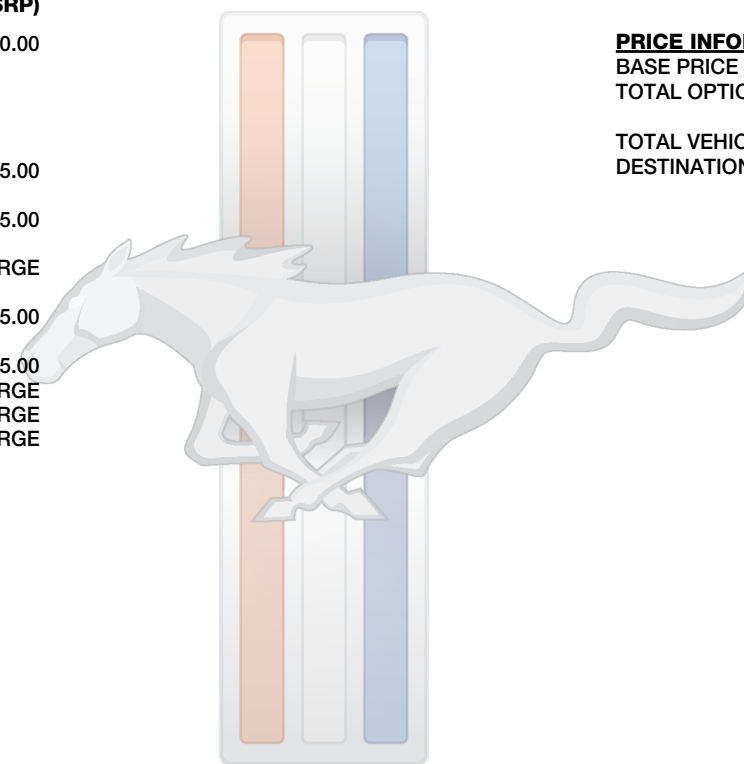 SRP)
0.00
5.00
5.00
RGE
5.00
5.00
RGE
RGE
RGE
PRICE INFO
BASE PRICE
TOTAL OPTIO
TOTAL VEHIC
DESTINATION